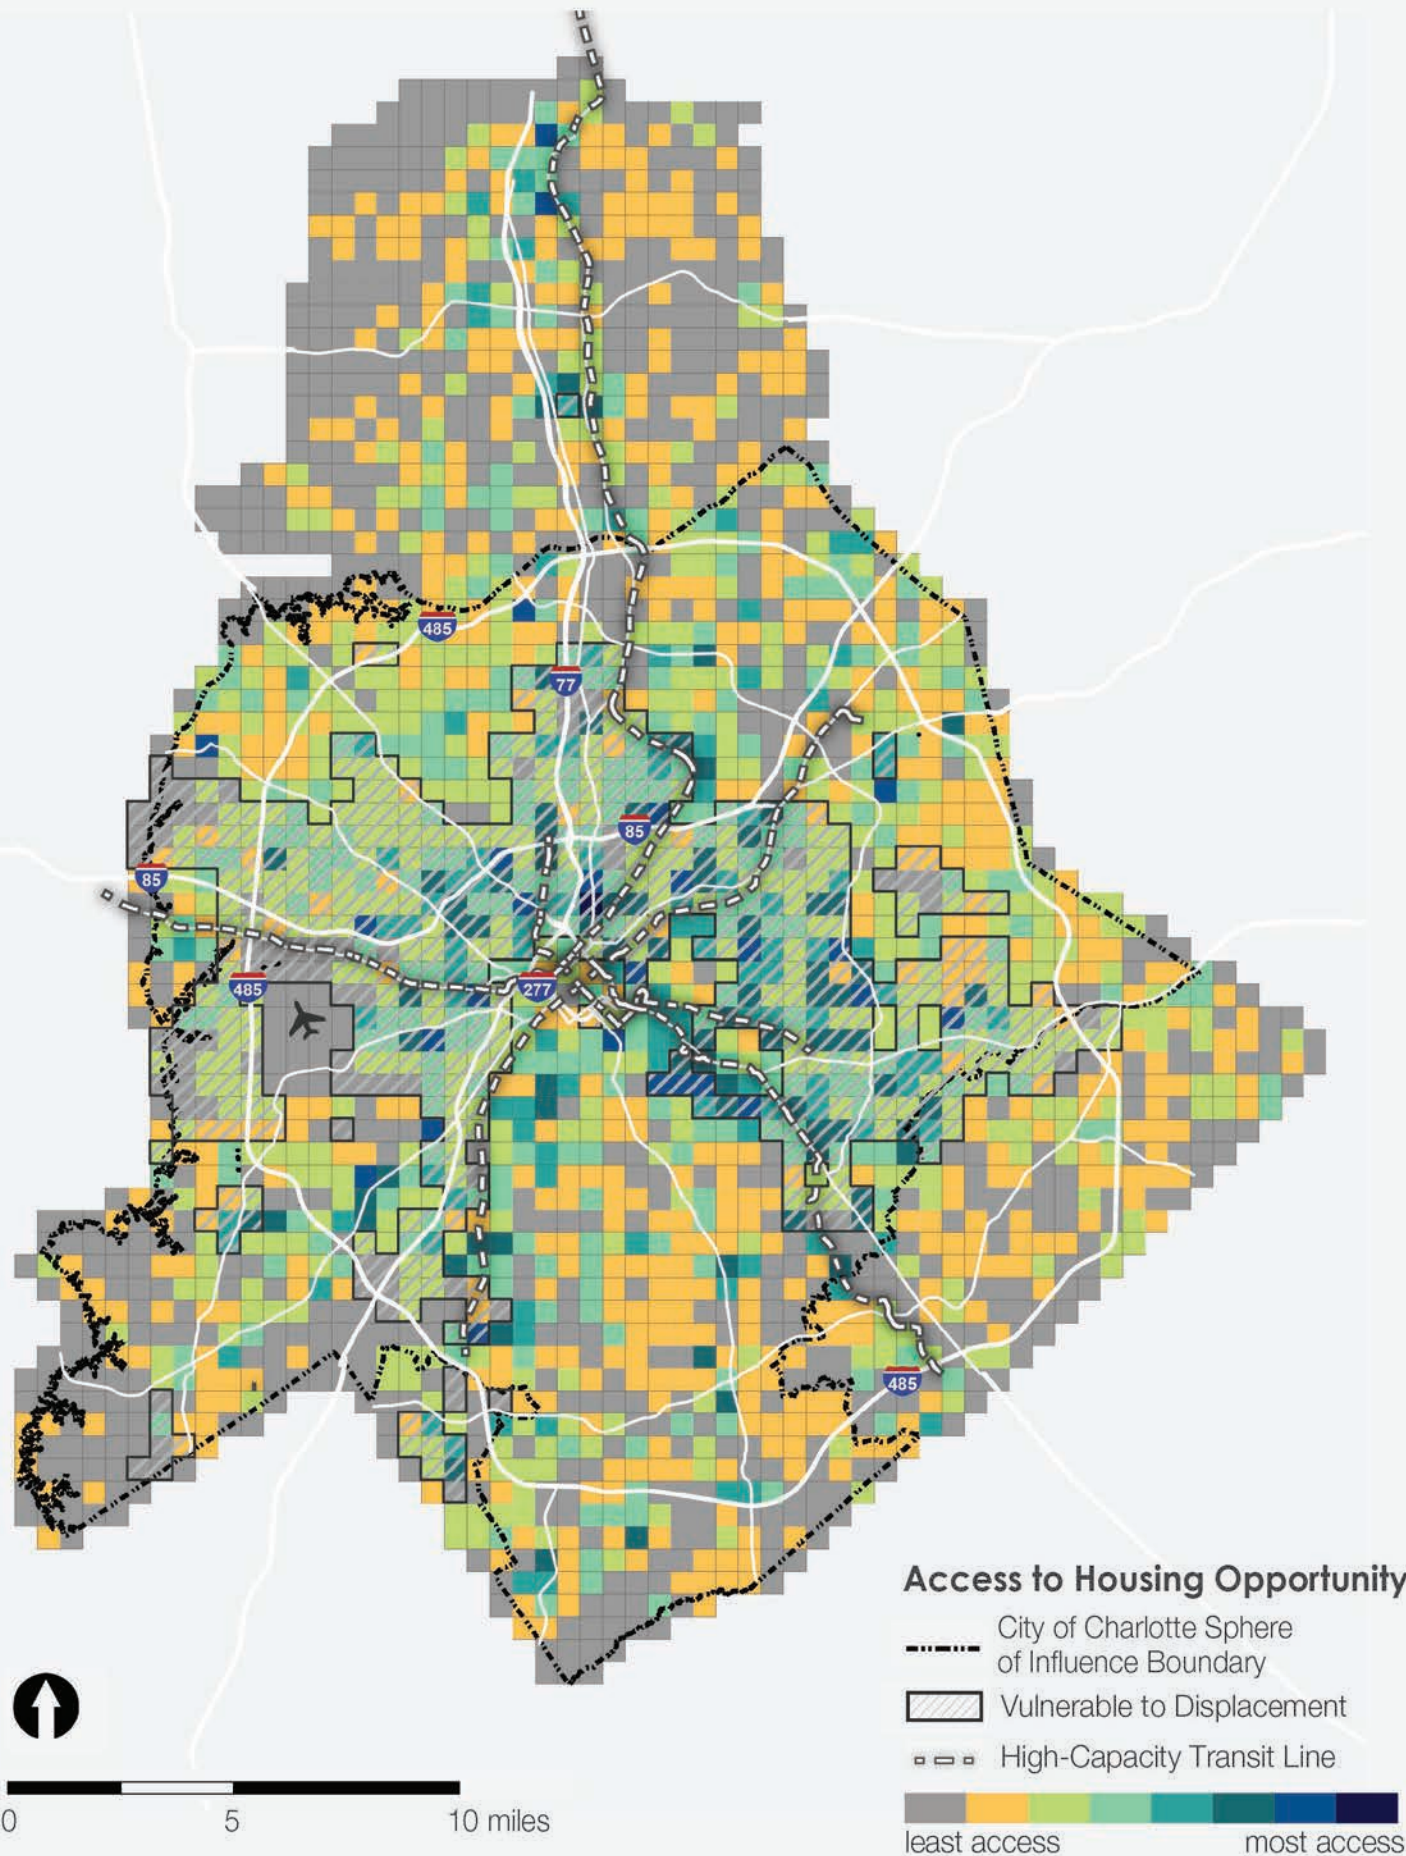 485
77
85
85
485
277
485
Access to Housing Opportunity
City of Charlotte Sphere
of Influence Boundary
Vulnerable to Displacement
High-Capacity Transit Line
least access most access
0 5 10 miles